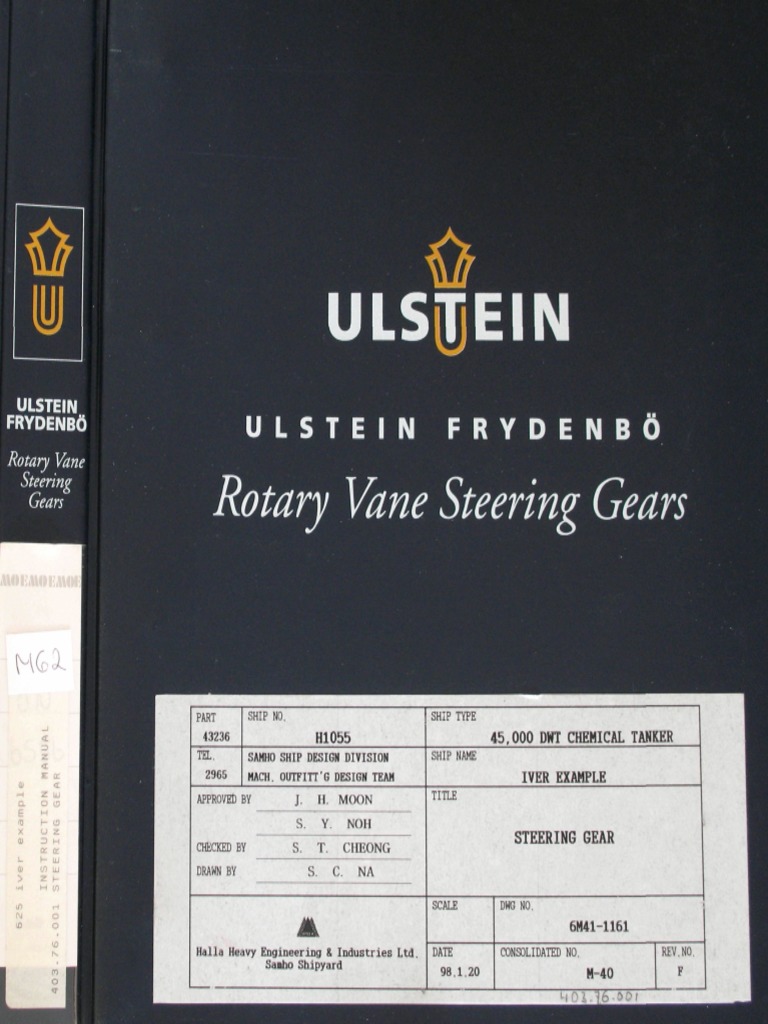 ULSTEIN
ULSTEIN FRYDENBÖ
Rotary Vane Steering Gears
U
ULSTEIN
FRYDENBÖ
Rotary Vane
Steering
Gears
MOEMOEMOE
M62
625 iver example
INSTRUCTION MANUAL
403.76.001 STEERING GEAR
PART
43236
SHIP NO.
H1055
SHIP TYPE
45,000 DWT CHEMICAL TANKER
TEL.
2965
SAMHO SHIP DESIGN DIVISION
MACH. OUTFITT'G DESIGN TEAM
SHIP NAME
IVER EXAMPLE
APPROVED BY J. H. MOON
S. Y. NOH
CHECKED BY S. T. CHEONG
DRAWN BY S. C. NA
TITLE
STEERING GEAR
Halla Heavy Engineering & Industries Ltd.
Samho Shipyard
SCALE
DWG NO.
6M41-1161
DATE
98.1.20
CONSOLIDATED NO.
M-40
REV.NO.
F
403.76.001